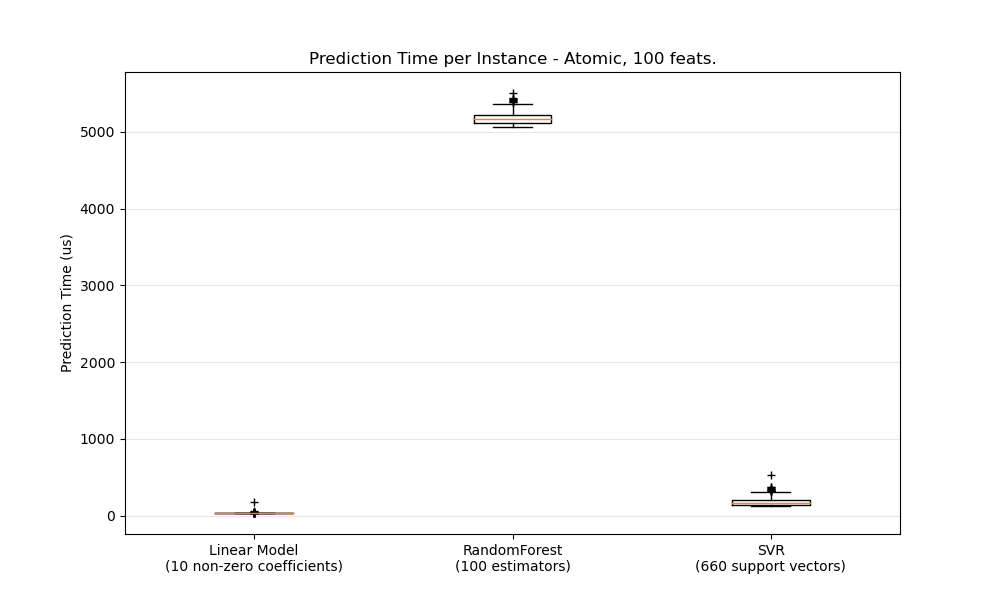 Prediction Time per Instance - Atomic, 100 feats.
Prediction Time (us)
5000
4000
3000
2000
1000
0
Linear Model
(10 non-zero coefficients)
RandomForest
(100 estimators)
SVR
(660 support vectors)